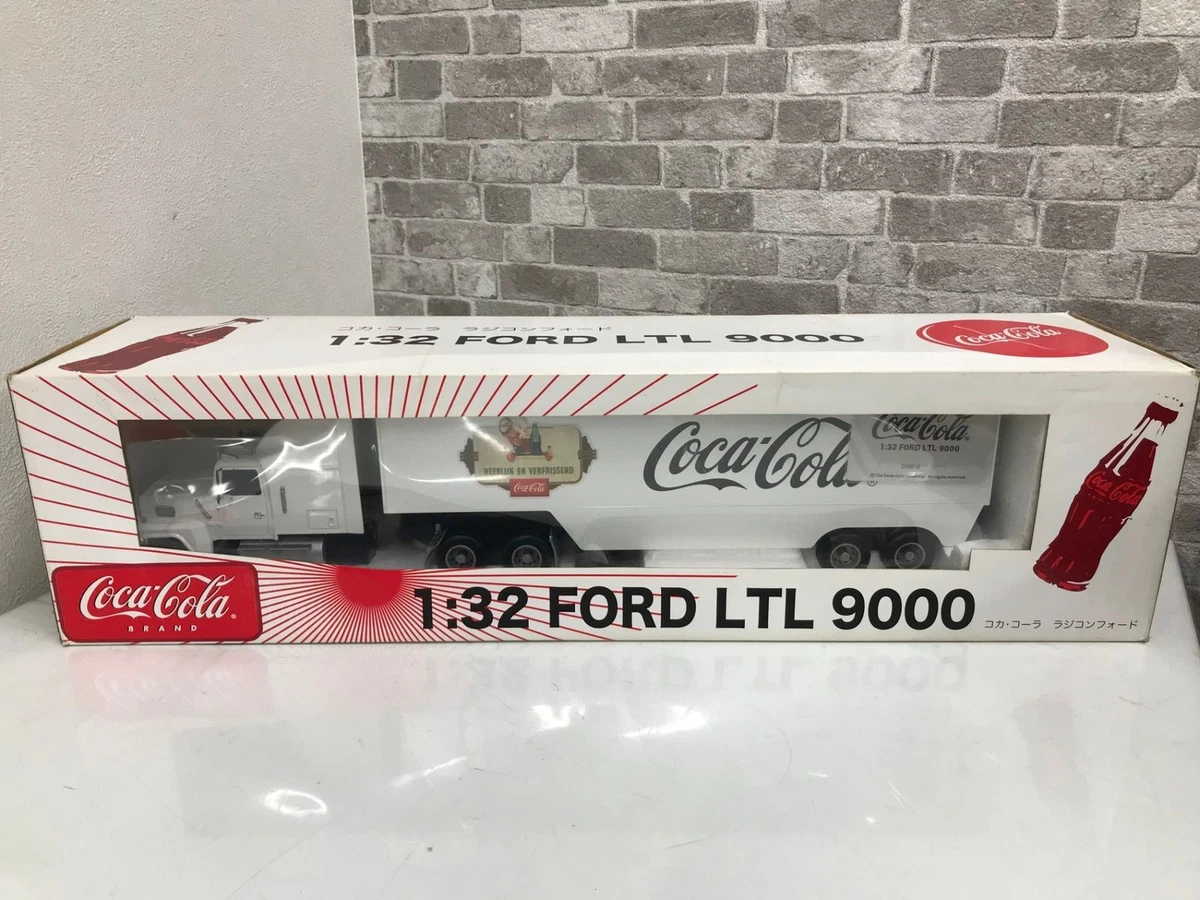 コカ・コーラ ラジコンフォード
1:32 FORD LTL 9000
Coca-Cola
HEERLIJK EN VERFRISSEND
Coca-Cola
Coca-Cola®
Coca-Cola®
1:32 FORD LTL 9000
Coca-Cola
Coca-Cola®
BRAND
1:32 FORD LTL 9000
コカ・コーラ ラジコンフォード